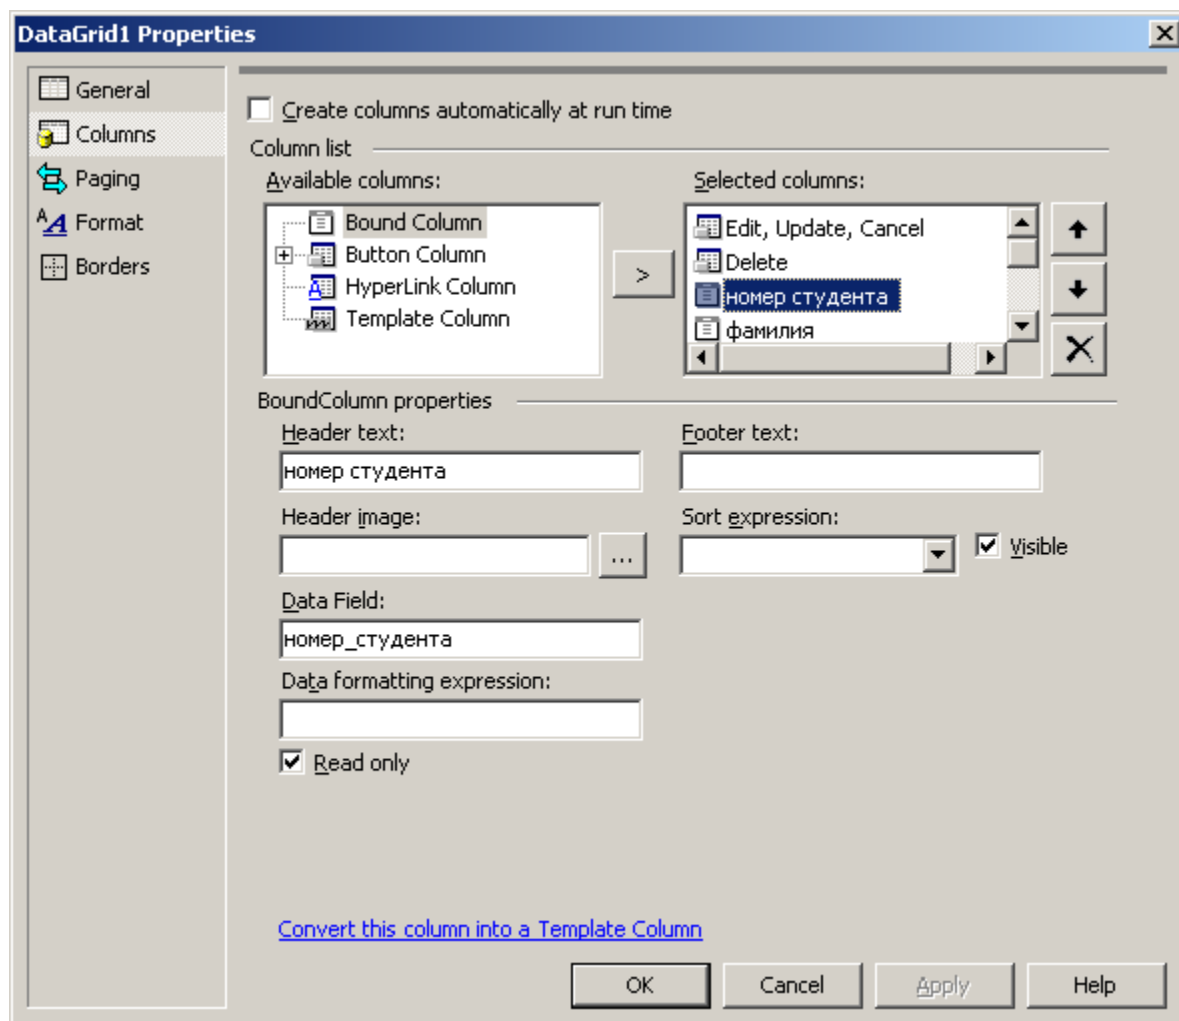 DataGrid1 Properties
General
Columns
Paging
Format
Borders
Create columns automatically at run time
Column list
Available columns:
Bound Column
Button Column
HyperLink Column
Template Column
>
Selected columns:
Edit, Update, Cancel
Delete
номер студента
фамилия
BoundColumn properties
Header text:
номер студента
Footer text:
Header image:
...
Sort expression:
Visible
Data Field:
номер_студента
Data formatting expression:
Read only
Convert this column into a Template Column
OK
Cancel
Apply
Help